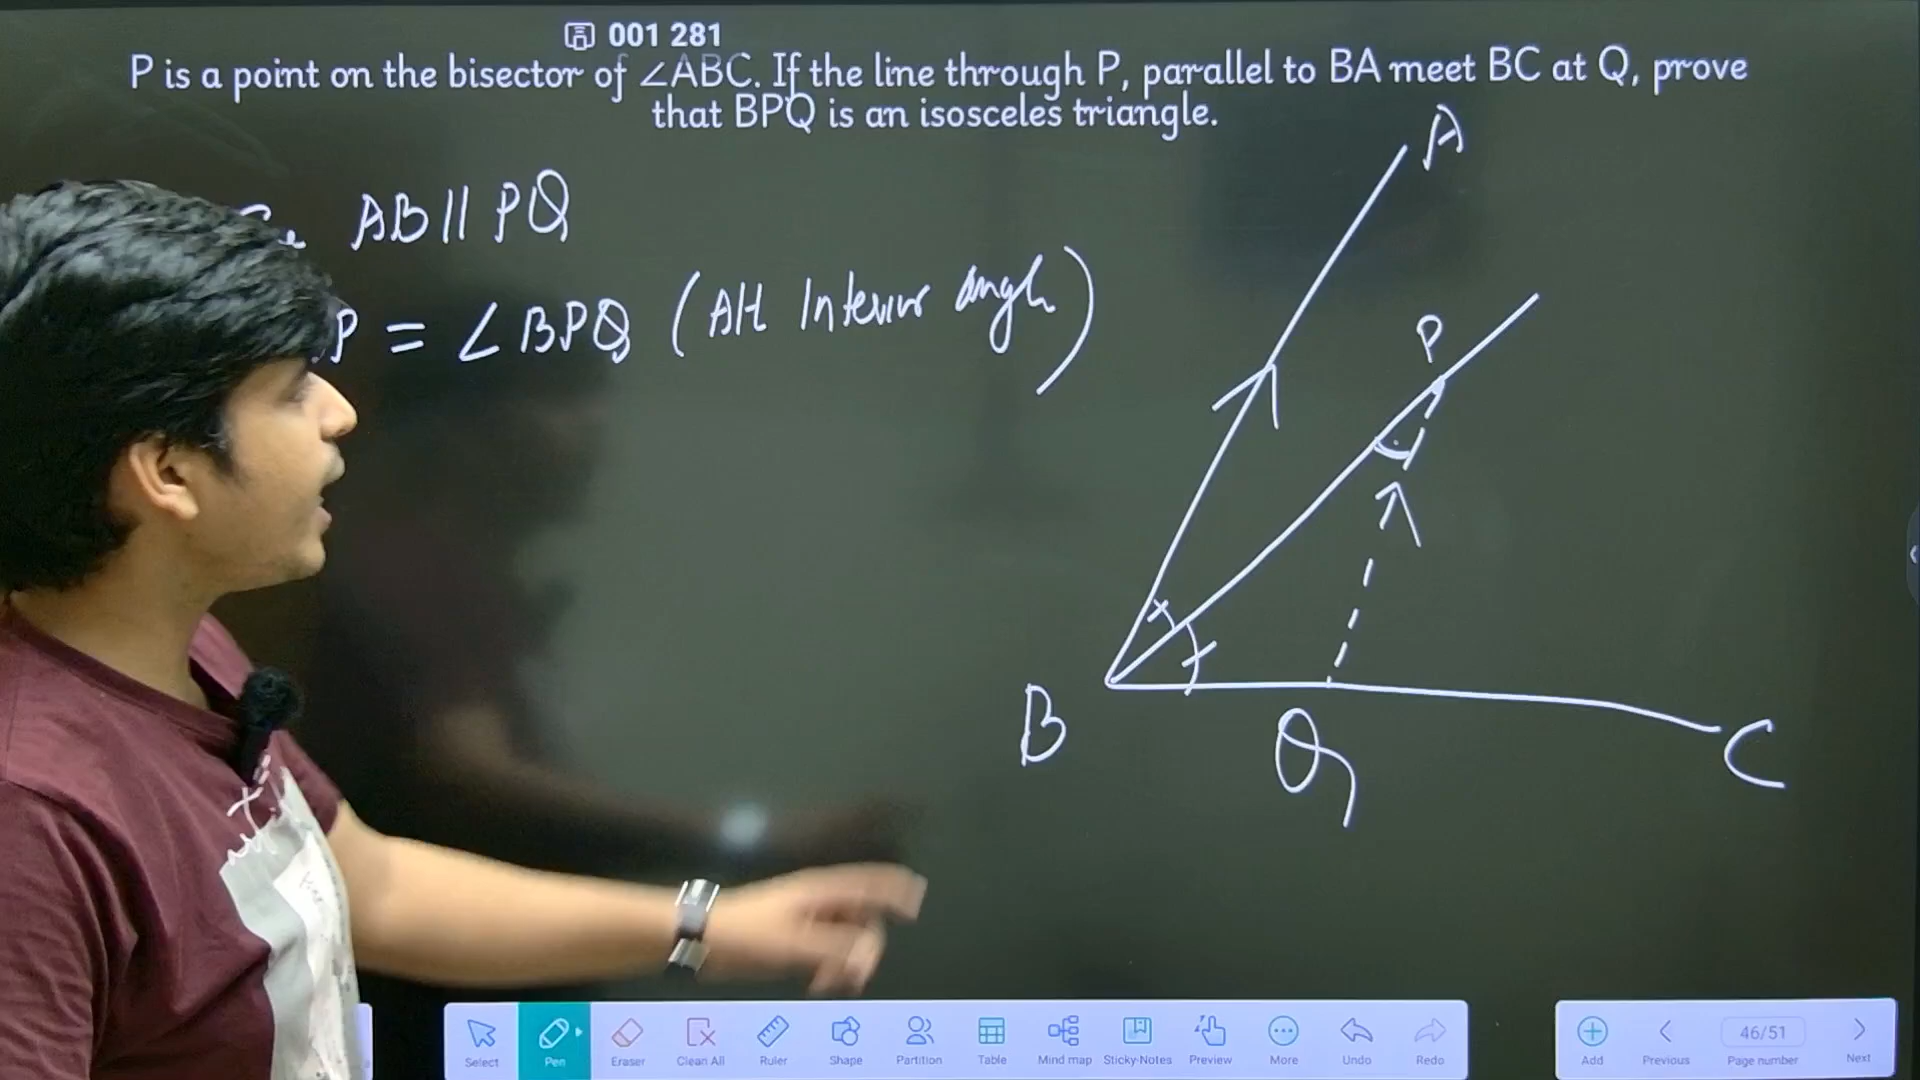 001 281
P is a point on the bisector of ∠ABC. If the line through P, parallel to BA meet BC at Q, prove
that BPQ is an isosceles triangle.
AB || PQ
P = ∠BPQ (Alt Interior angle)
A
P
B
Q
C
Select
Pen
Eraser
Clean All
Ruler
Shape
Partition
Table
Mind map
Sticky-Notes
Preview
More
Undo
Redo
Add
Previous
46/51
Page number
Next